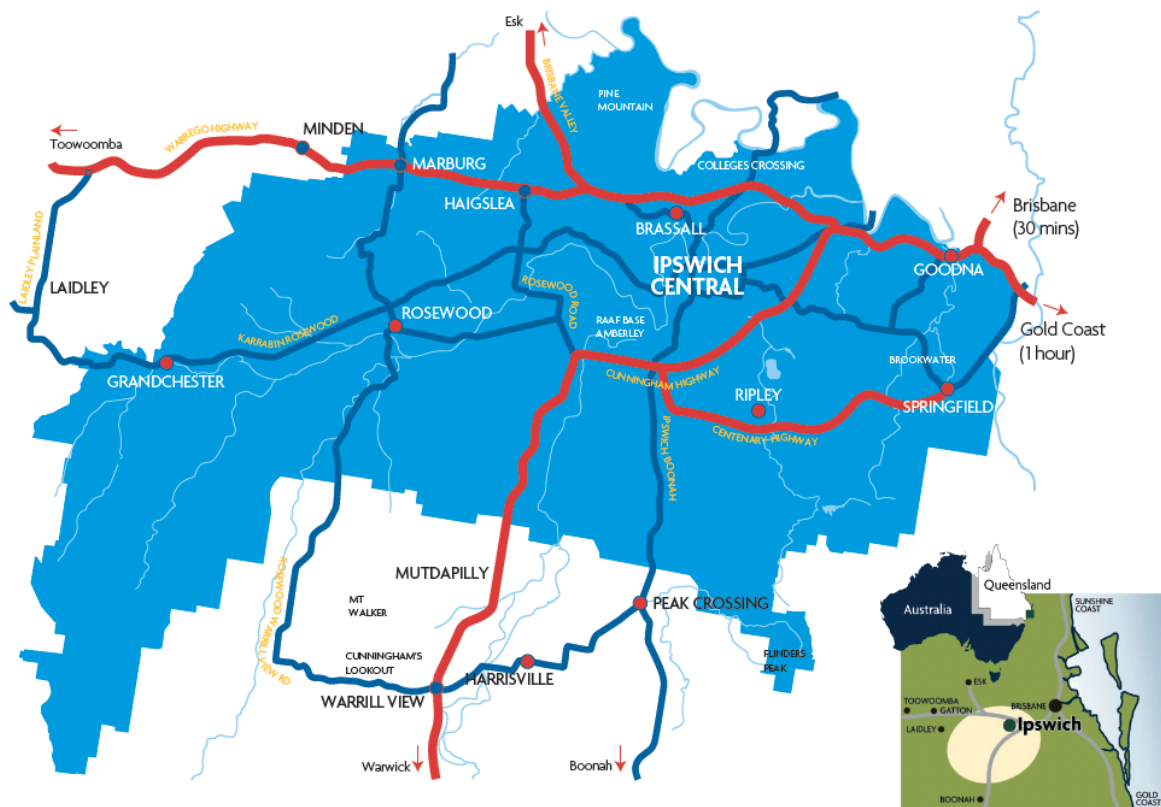 Esk
BRISBANE VALLEY
PINE
MOUNTAIN
Toowoomba
WARREGO HIGHWAY
MINDEN
MARBURG
COLLEGES CROSSING
HAIGSLEA
BRASSALL
Brisbane
(30 mins)
GOODNA
IPSWICH
CENTRAL
LAIDLEY PLAINLAND
LAIDLEY
ROSEWOOD
ROSEWOOD ROAD
RAAF BASE
AMBERLEY
KARRABIN ROSEWOOD
Gold Coast
(1 hour)
BROOKWATER
GRANDCHESTER
CUNNINGHAM HIGHWAY
RIPLEY
SPRINGFIELD
CENTENARY HIGHWAY
IPSWICH BOONAH
ROSEWOOD WARRILL VIEW RD
MUTDAPILLY
MT
WALKER
PEAK CROSSING
CUNNINGHAM'S
LOOKOUT
HARRISVILLE
FLINDERS
PEAK
WARRILL VIEW
Warwick
Boonah
Queensland
Australia
SUNSHINE
COAST
ESK
TOOWOOMBA
GATTON
BRISBANE
Ipswich
LAIDLEY
BOONAH
GOLD
COAST